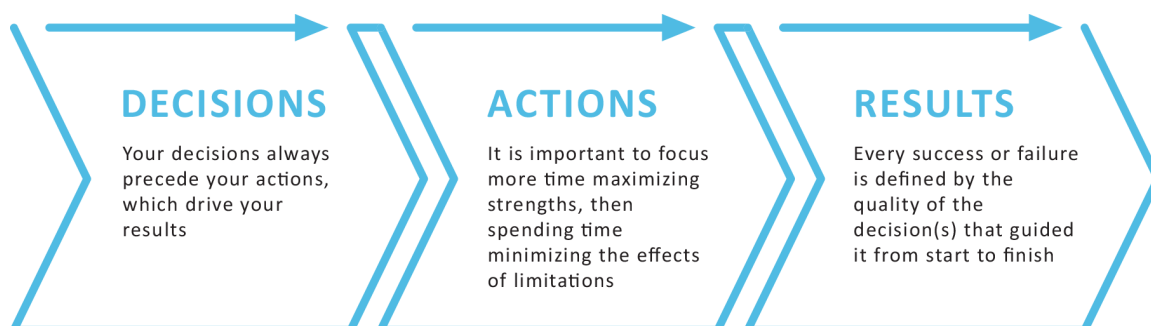 DECISIONS
Your decisions always
precede your actions,
which drive your
results
ACTIONS
It is important to focus
more time maximizing
strengths, then
spending time
minimizing the effects
of limitations
RESULTS
Every success or failure
is defined by the
quality of the
decision(s) that guided
it from start to finish